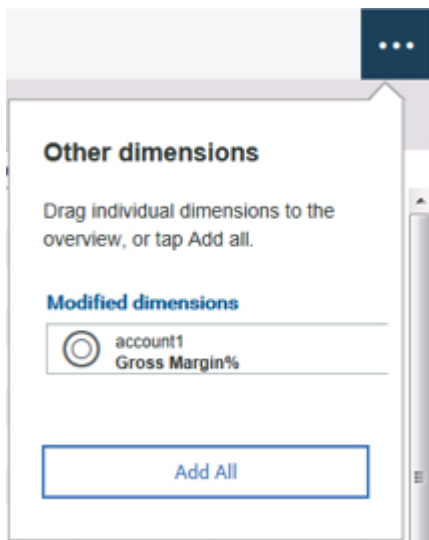 Other dimensions
Drag individual dimensions to the
overview, or tap Add all.
Modified dimensions
account1
Gross Margin%
Add All